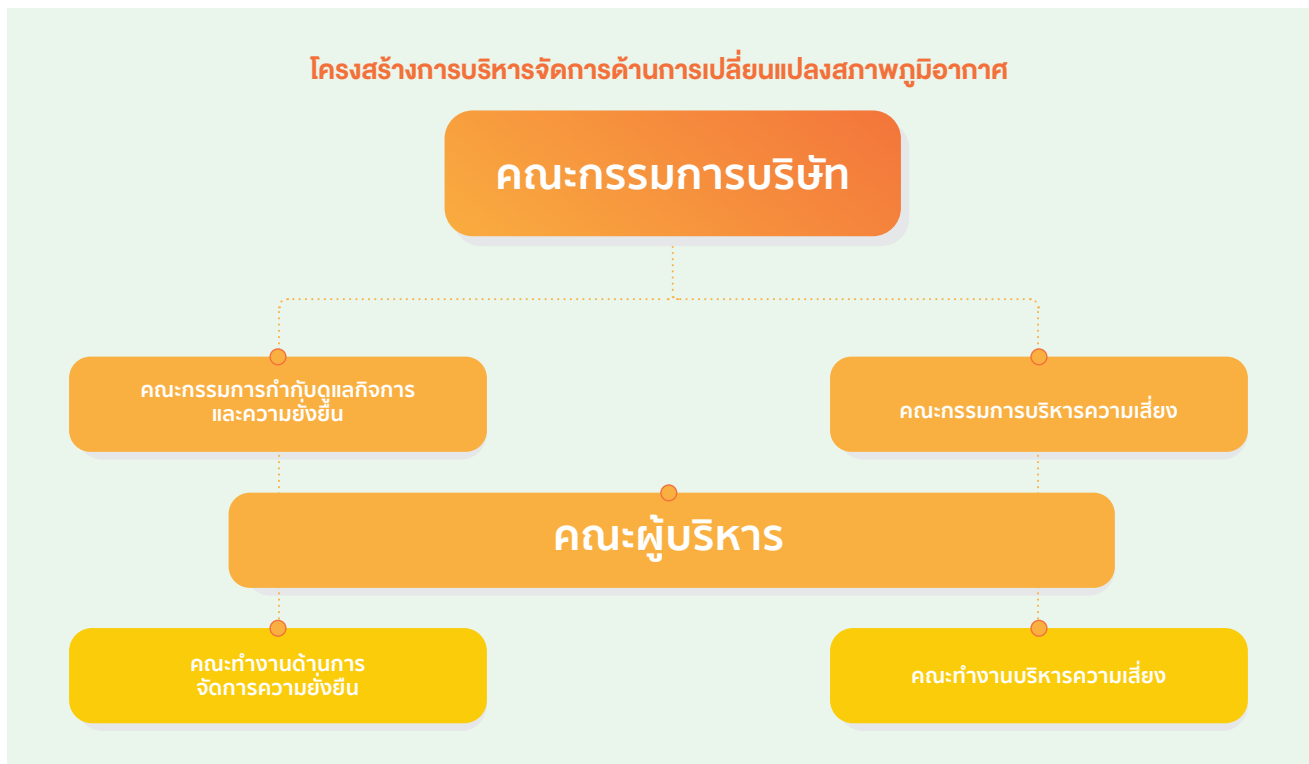 โครงสร้างการบริหารจัดการด้านการเปลี่ยนแปลงสภาพภูมิอากาศ
คณะกรรมการบริษัท
คณะกรรมการกำกับดูแลกิจการ
และความยั่งยืน
คณะกรรมการบริหารความเสี่ยง
คณะผู้บริหาร
คณะทำงานด้านการ
จัดการความยั่งยืน
คณะทำงานบริหารความเสี่ยง